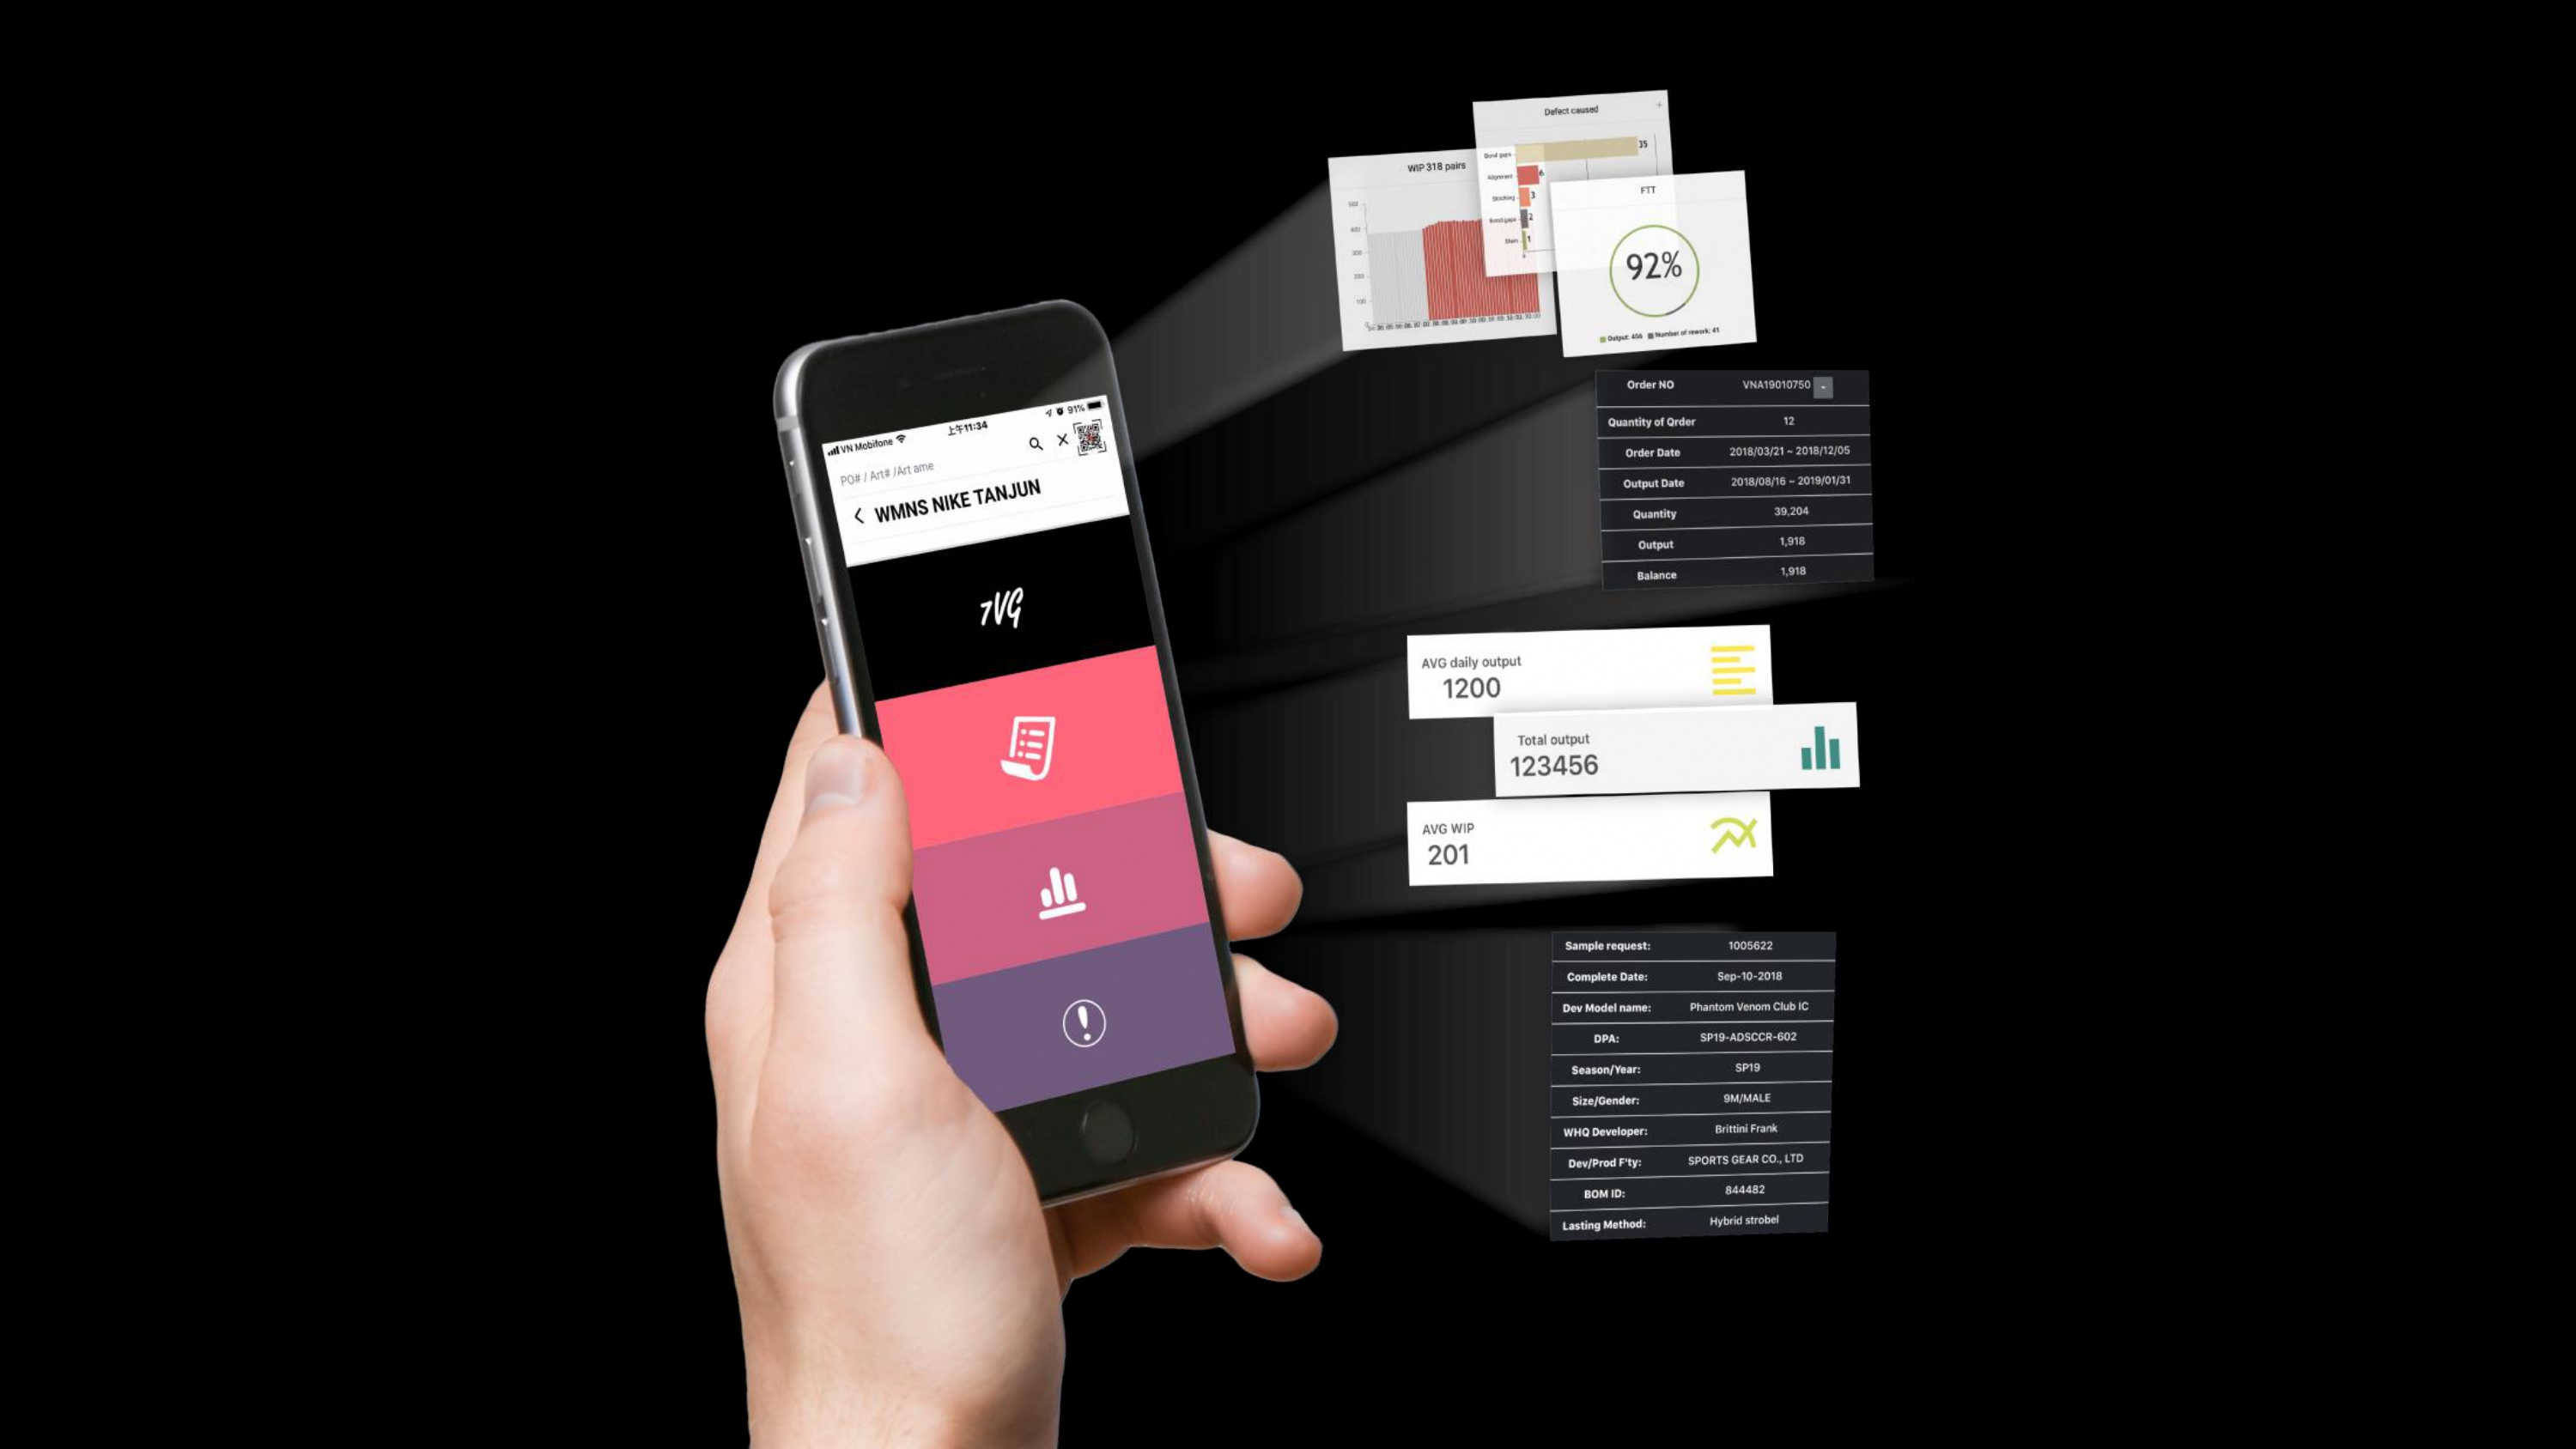 VN Mobifone
上午11:34
91%
PO# / Art# /Art ame
WMNS NIKE TANJUN
7VG
WIP 318 pairs
500
400
300
200
100
0
Defect caused
Bond gaps
35
Alignment
6
Stitching
3
Bond gaps
2
Stain
1
FTT
92%
Output: 456 Number of rework: 41
Order NO VNA19010750
Quantity of Qrder 12
Order Date 2018/03/21 ~ 2018/12/05
Output Date 2018/08/16 ~ 2019/01/31
Quantity 39,204
Output 1,918
Balance 1,918
AVG daily output
1200
Total output
123456
AVG WIP
201
Sample request: 1005622
Complete Date: Sep-10-2018
Dev Model name: Phantom Venom Club IC
DPA: SP19-ADSCCR-602
Season/Year: SP19
Size/Gender: 9M/MALE
WHQ Developer: Brittini Frank
Dev/Prod F'ty: SPORTS GEAR CO., LTD
BOM ID: 844482
Lasting Method: Hybrid strobel